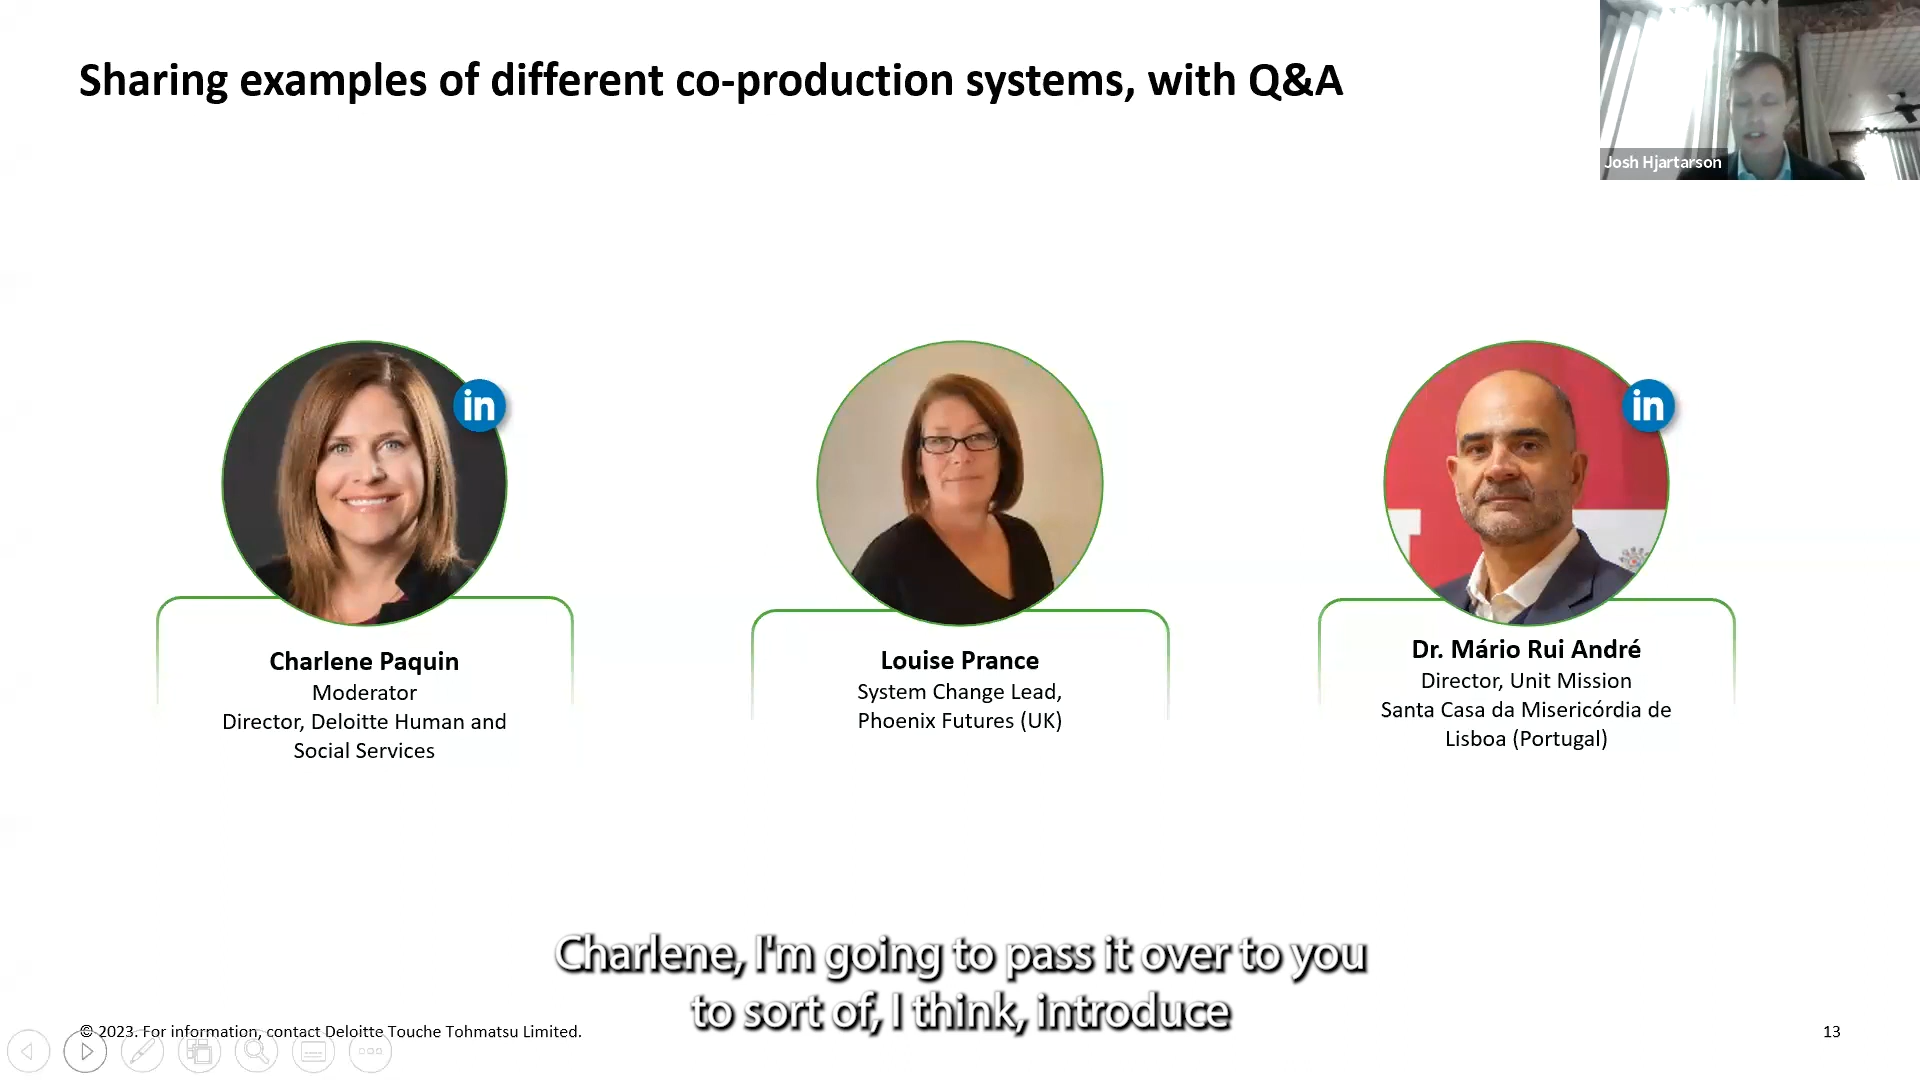 Sharing examples of different co-production systems, with Q&A
Josh Hjartarson
in
in
Charlene Paquin
Moderator
Director, Deloitte Human and
Social Services
Louise Prance
System Change Lead,
Phoenix Futures (UK)
Dr. Mário Rui André
Director, Unit Mission
Santa Casa da Misericórdia de
Lisboa (Portugal)
Charlene, I'm going to pass it over to you
to sort of, I think, introduce
© 2023. For information, contact Deloitte Touche Tohmatsu Limited.
13